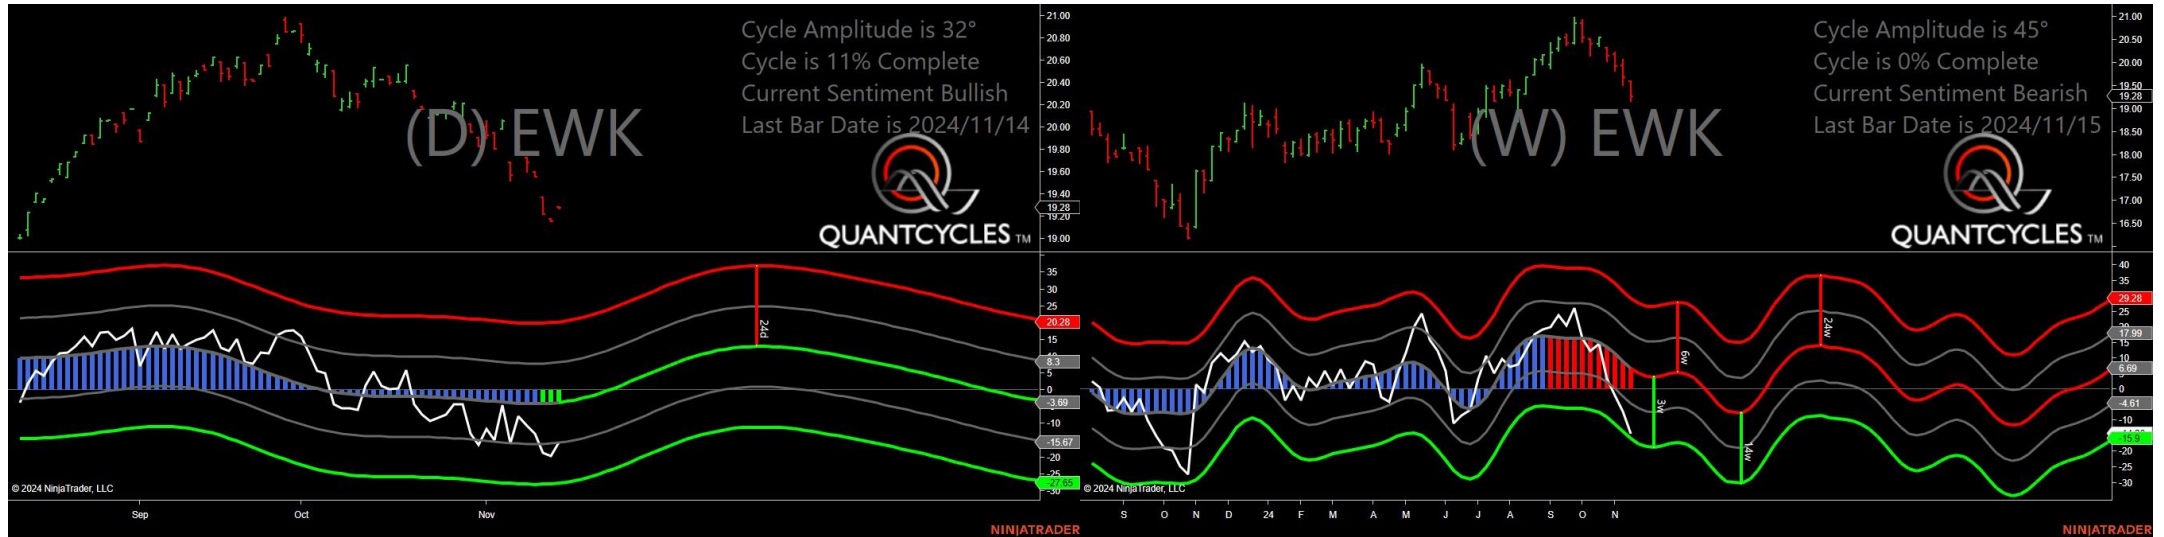 Cycle Amplitude is 32°
Cycle is 11% Complete
Current Sentiment Bullish
Last Bar Date is 2024/11/14
(D) EWK
QUANTCYCLES TM
21.00
20.80
20.60
20.40
20.20
20.00
19.80
19.60
19.40
19.28
19.20
19.00
35
30
25
20.28
15
10
8.3
5
0
-3.69
-10
-15.67
-20
-25
-27.65
-30
24d
© 2024 NinjaTrader, LLC
Sep Oct Nov
NINJATRADER
Cycle Amplitude is 45°
Cycle is 0% Complete
Current Sentiment Bearish
Last Bar Date is 2024/11/15
(W) EWK
QUANTCYCLES TM
21.00
20.50
20.00
19.50
19.28
19.00
18.50
18.00
17.50
17.00
16.50
40
35
29.28
25
20
17.99
15
10
6.69
5
0
-4.61
-10
-15.9
-20
-25
-30
6w
3w
14w
24w
© 2024 NinjaTrader, LLC
S O N D 24 F M A M J J A S O N
NINJATRADER